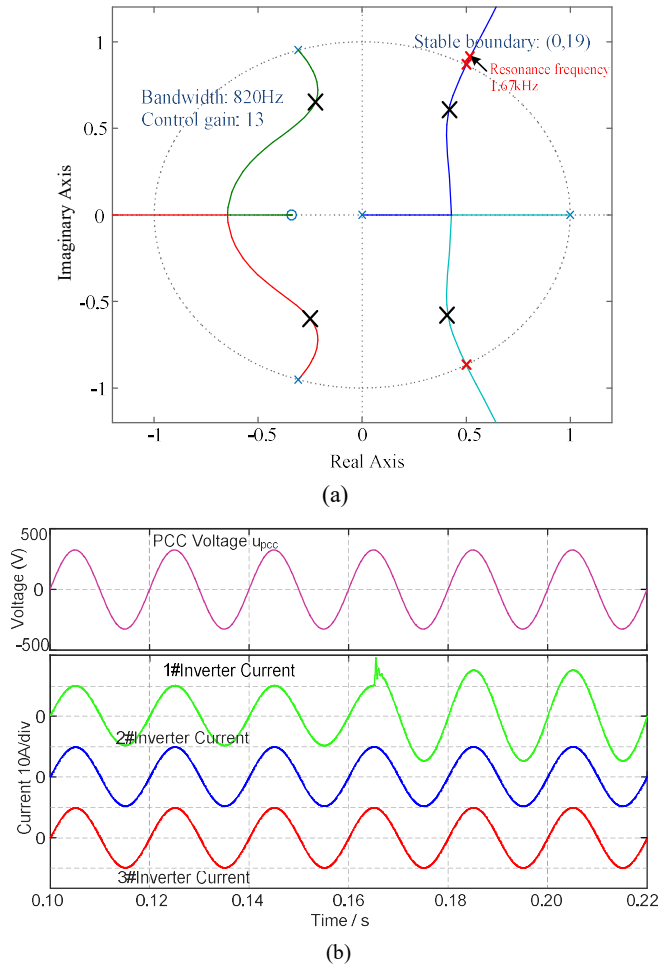 Imaginary Axis
1
0.5
0
-0.5
-1
Stable boundary: (0,19)
Resonance frequency
1.67kHz
Bandwidth: 820Hz
Control gain: 13
-1
-0.5
0
0.5
1
Real Axis
(a)
Voltage (V)
500
0
-500
PCC Voltage upcc
Current 10A/div
0
0
0
1#Inverter Current
2#Inverter Current
3#Inverter Current
0.10
0.12
0.14
0.16
0.18
0.20
0.22
Time / s
(b)